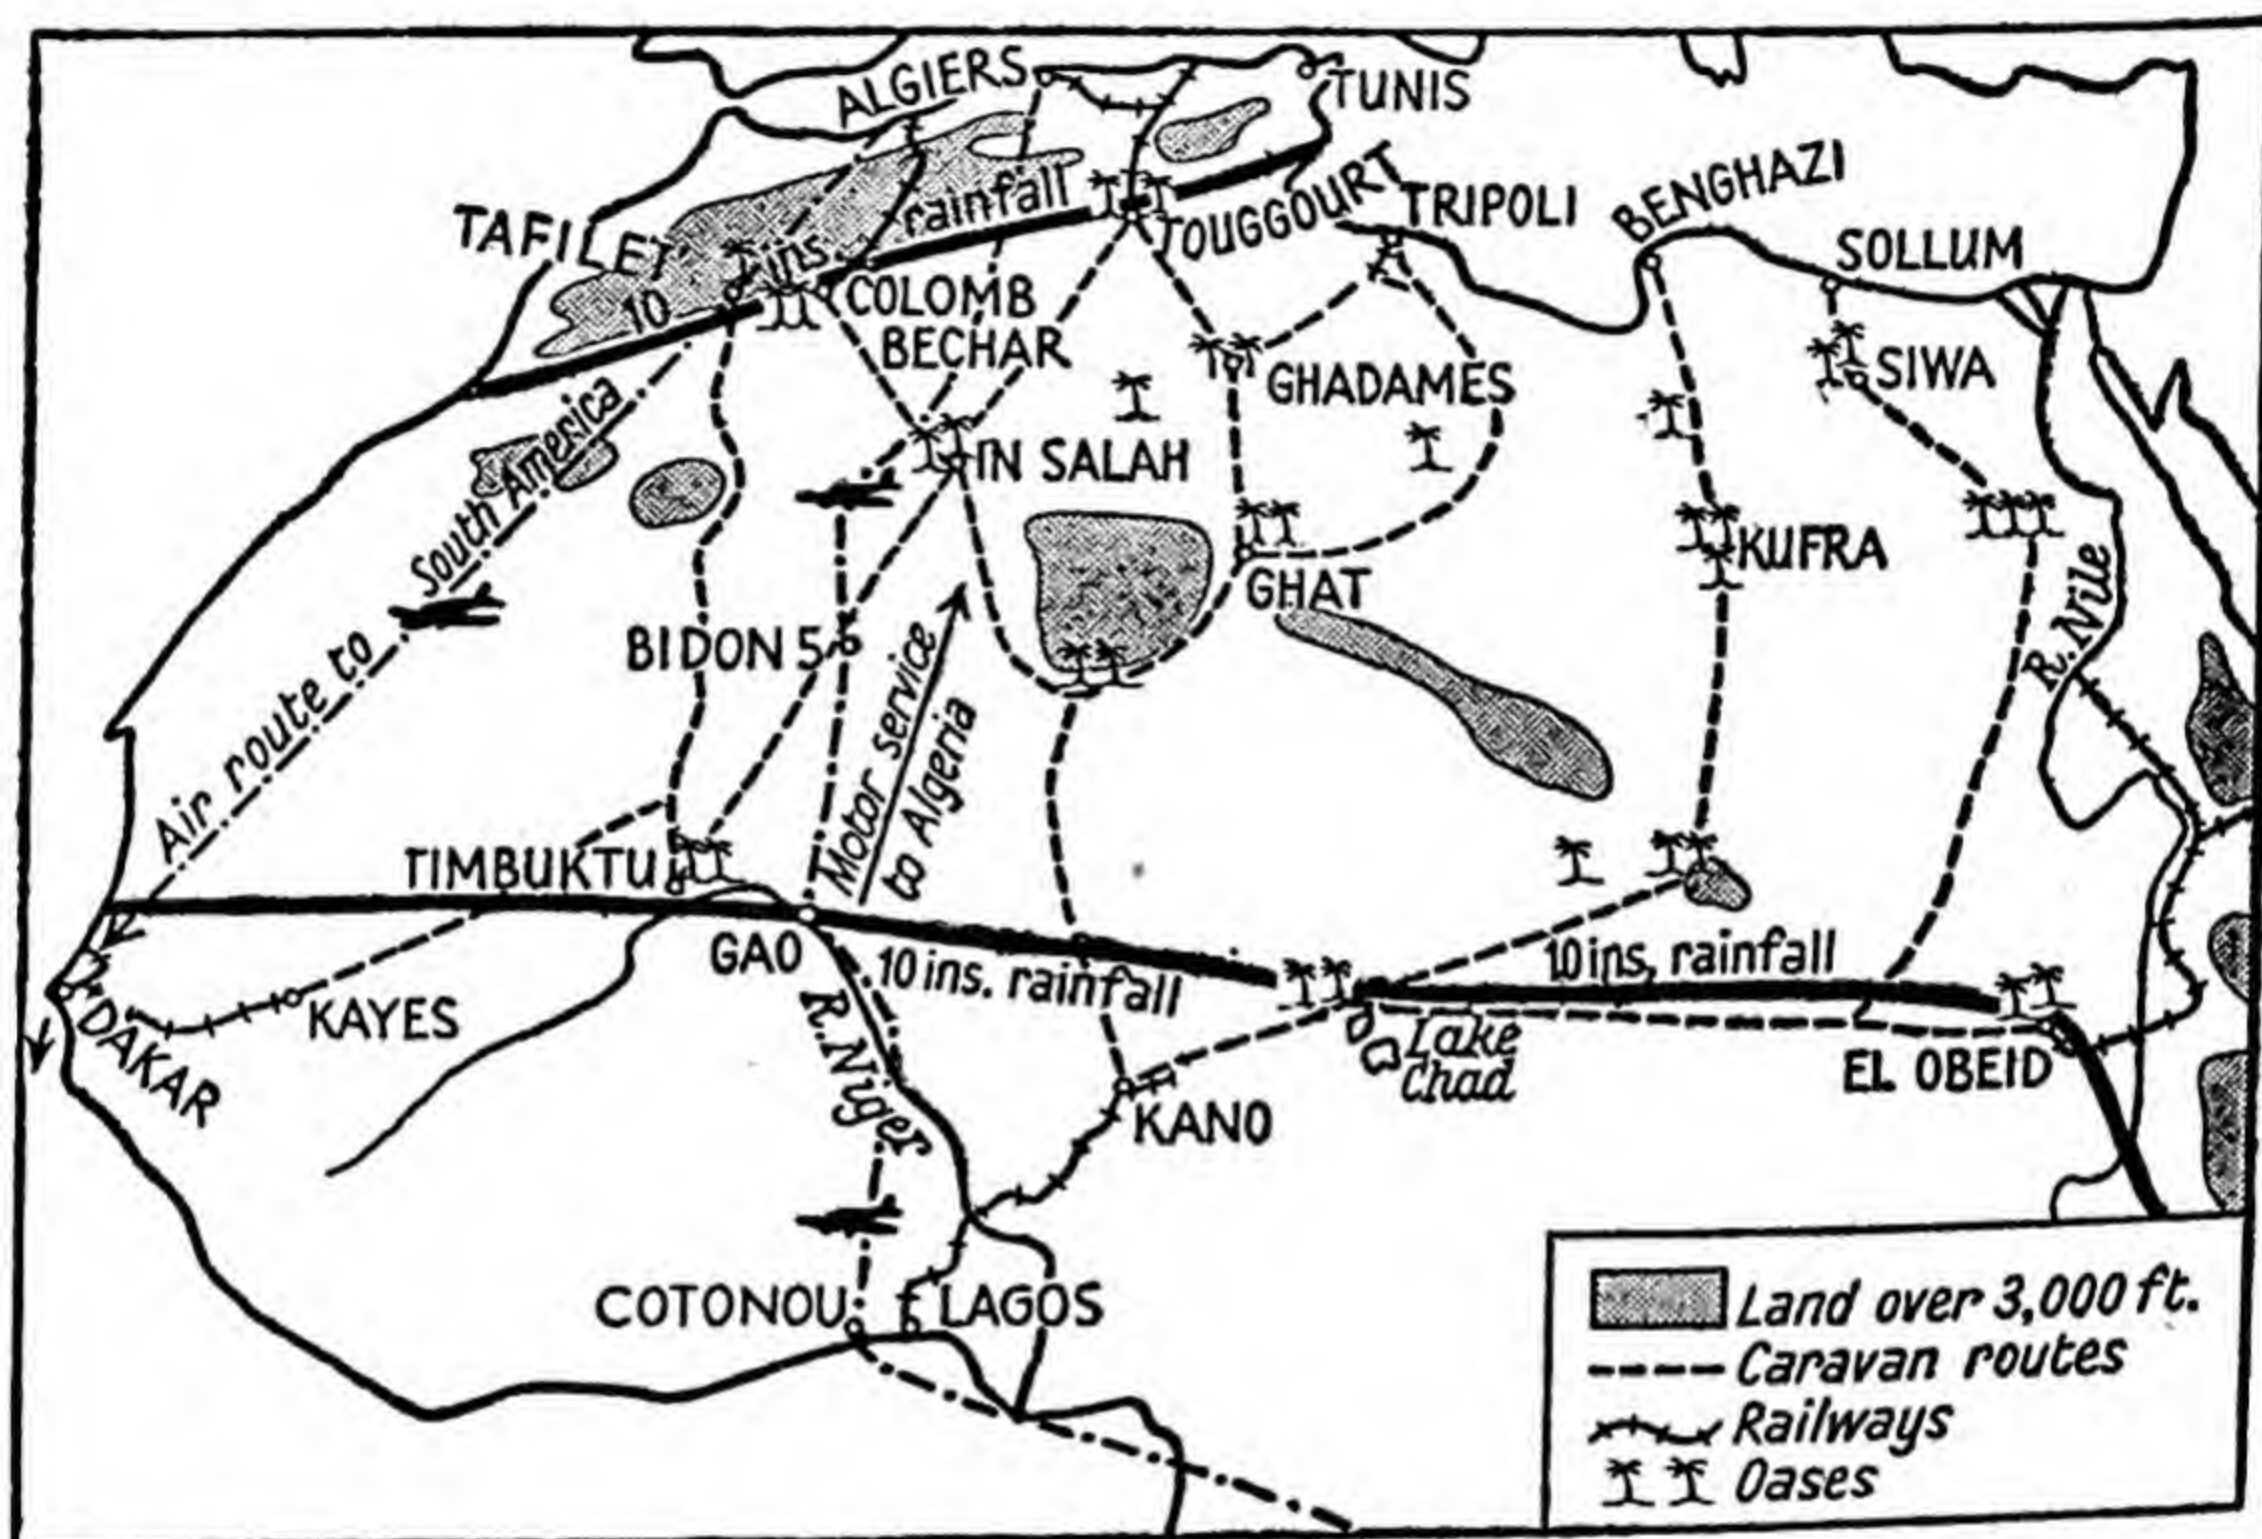 ALGIERS
TUNIS
TAFILET
10 ins. rainfall
TOUGGOURT
TRIPOLI
BENGHAZI
SOLLUM
COLOMB
BECHAR
GHADAMES
SIWA
IN SALAH
KUFRA
GHAT
Air route to South America
BIDON 5
Motor service
to Algeria
R. Nile
TIMBUKTU
GAO
10 ins. rainfall
10 ins. rainfall
DAKAR
KAYES
R. Niger
Lake
Chad
EL OBEID
KANO
COTONOU
LAGOS
Land over 3,000 ft.
Caravan routes
Railways
Oases